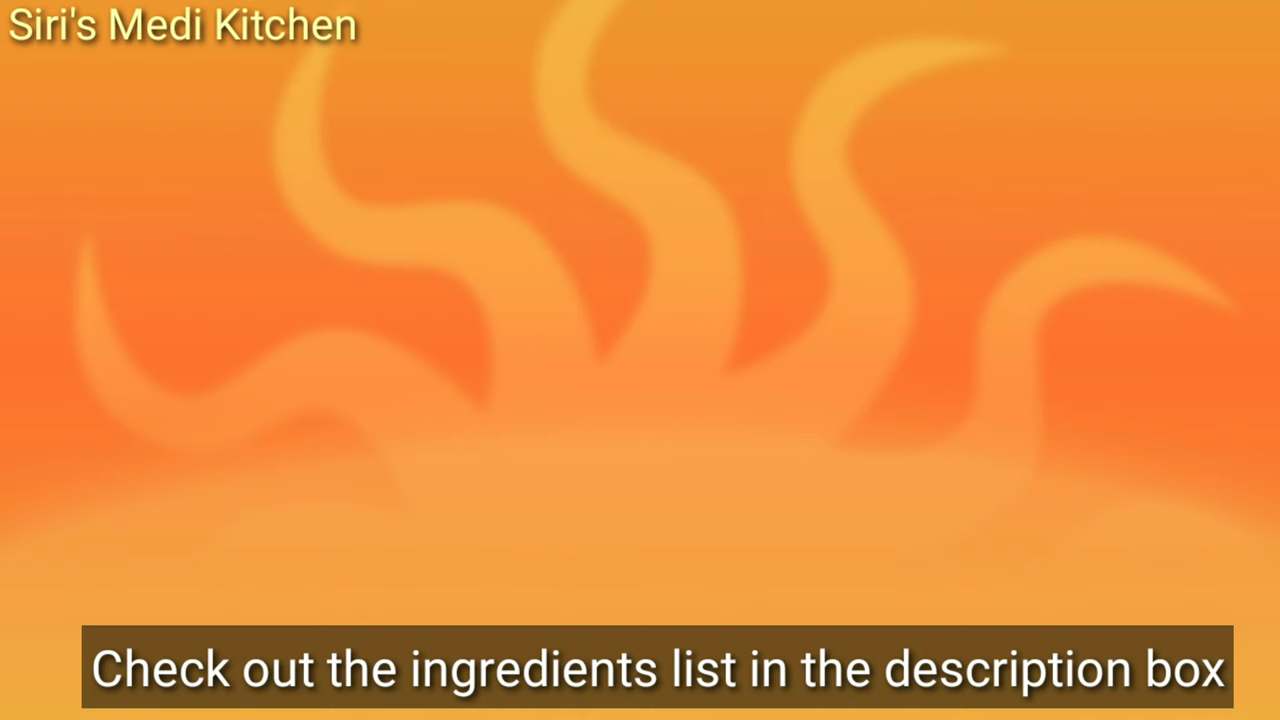 Siri's Medi Kitchen
Check out the ingredients list in the description box